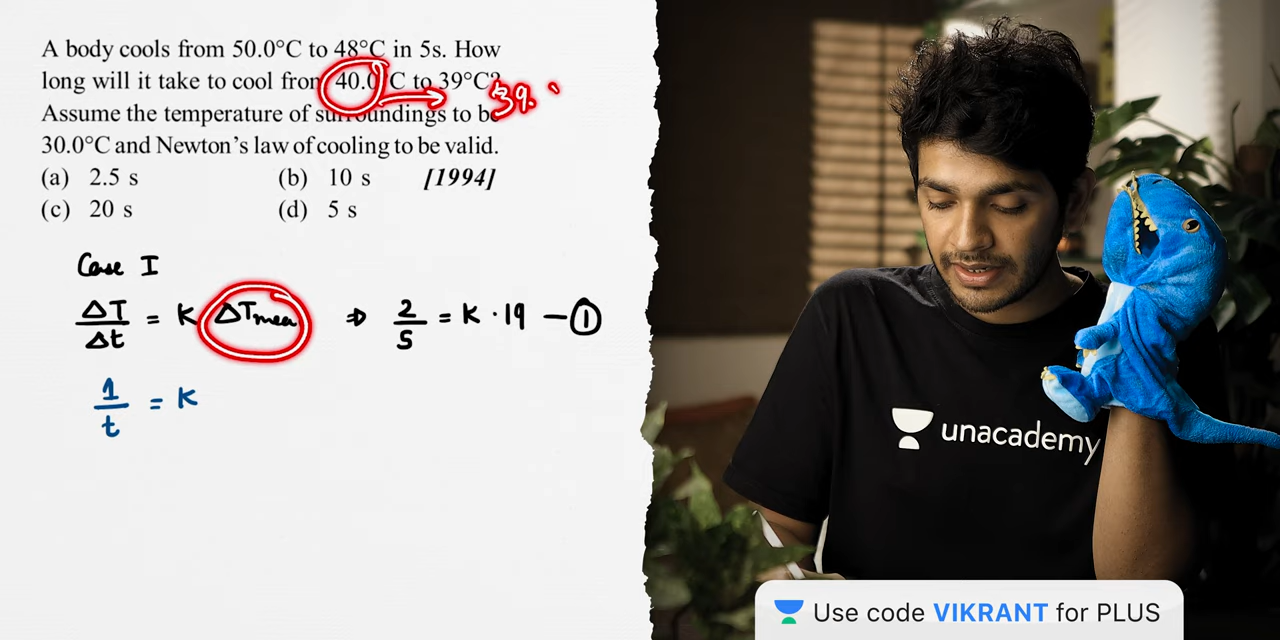 A body cools from 50.0°C to 48°C in 5s. How
long will it take to cool from 40.0°C to 39°C?
39.
Assume the temperature of surroundings to be
30.0°C and Newton's law of cooling to be valid.
(a) 2.5 s (b) 10 s [1994]
(c) 20 s (d) 5 s
Case I
ΔT/Δt = K ΔTmean ⇒ 2/5 = K · 19 — ①
1/t = K
unacademy
Use code VIKRANT for PLUS